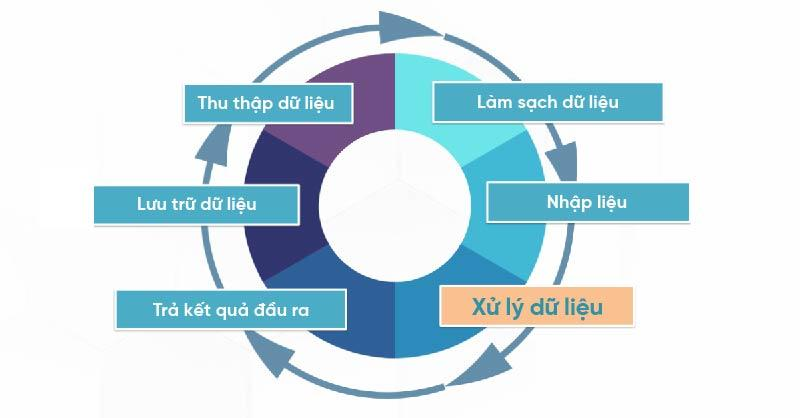 Thu thập dữ liệu
Làm sạch dữ liệu
Lưu trữ dữ liệu
Nhập liệu
Trả kết quả đầu ra
Xử lý dữ liệu